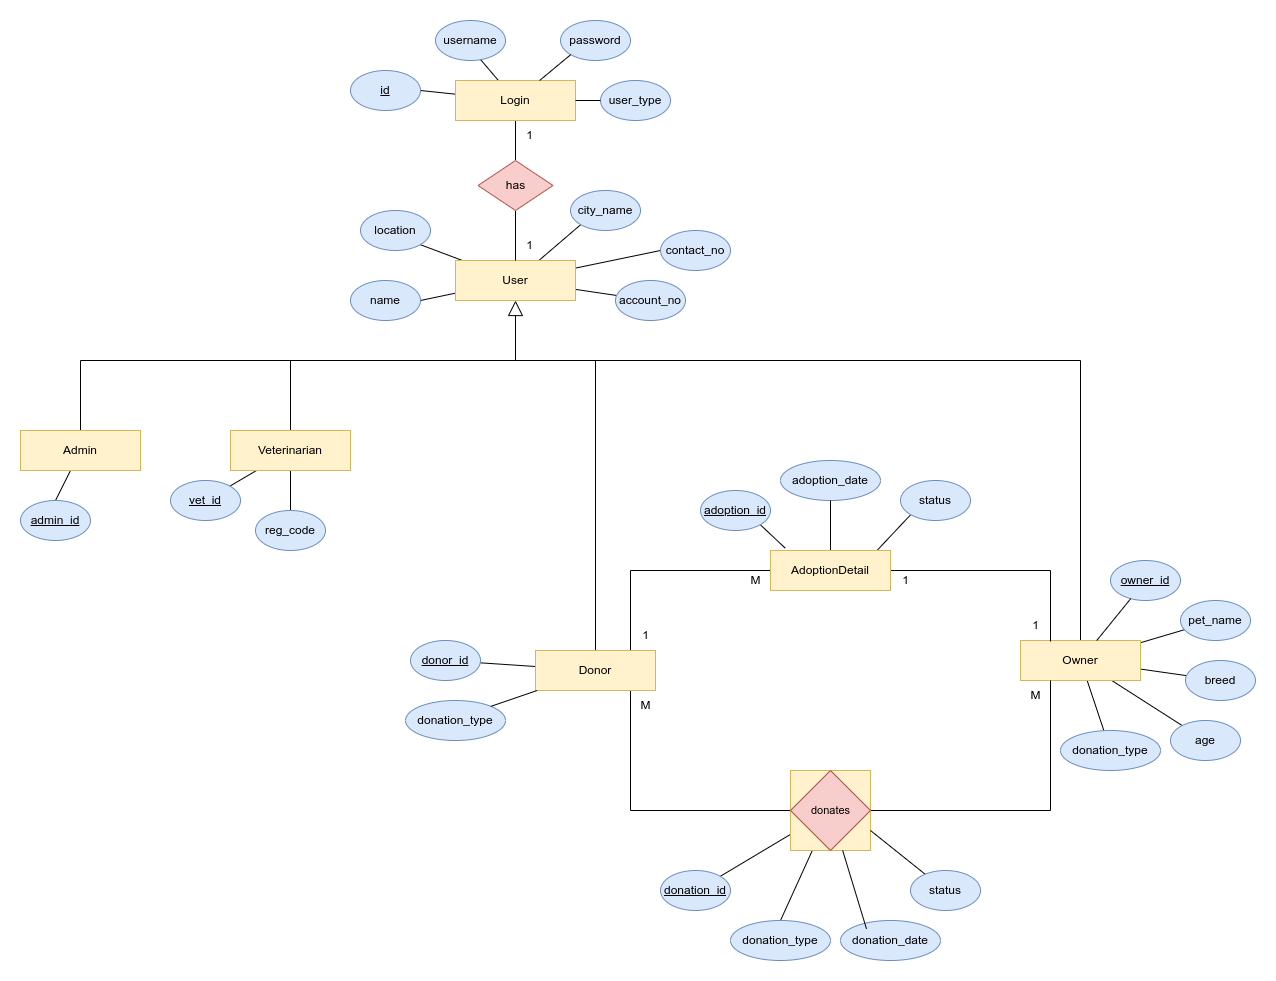 username
password
id
Login
user_type
1
has
city_name
location
1
contact_no
User
name
account_no
Admin
Veterinarian
admin_id
vet_id
reg_code
adoption_date
adoption_id
status
AdoptionDetail
M
1
owner_id
pet_name
1
1
donor_id
Donor
Owner
breed
M
M
donation_type
age
donation_type
donates
donation_id
status
donation_type
donation_date